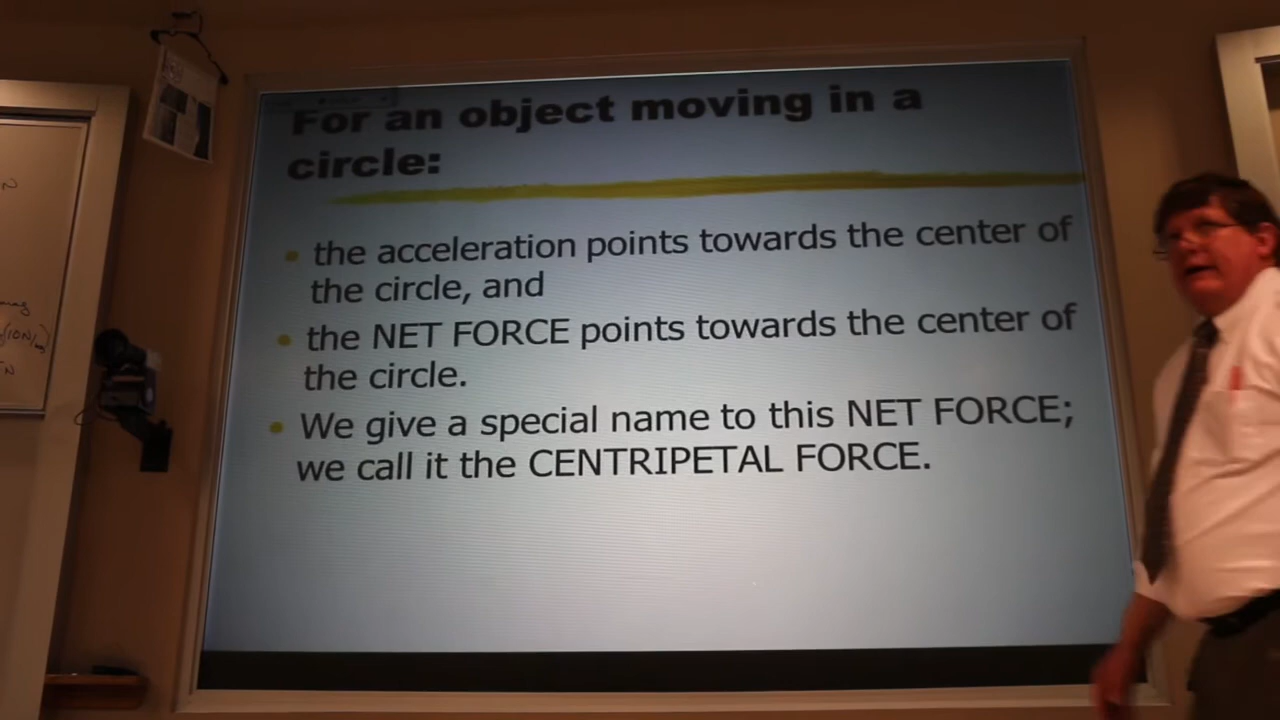 For an object moving in a
circle:
the acceleration points towards the center of
the circle, and
the NET FORCE points towards the center of
the circle.
We give a special name to this NET FORCE;
we call it the CENTRIPETAL FORCE.
N
(10N/kg)
N